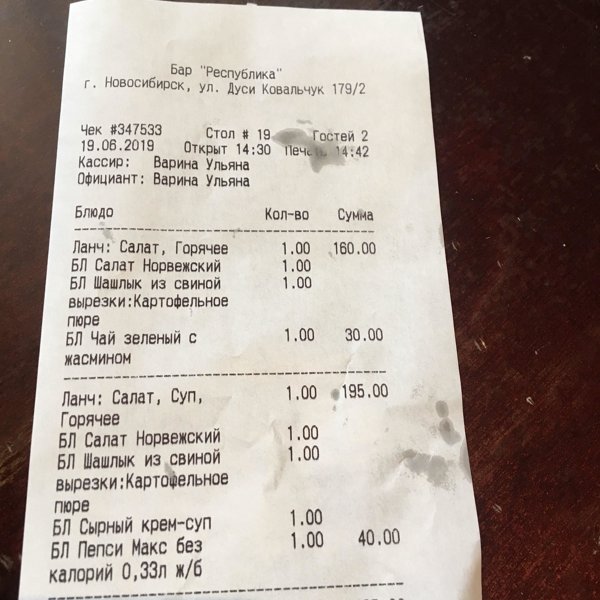 Бар "Республика"
г. Новосибирск, ул. Дуси Ковальчук 179/2
Чек #347533 Стол # 19 Гостей 2
19.06.2019 Открыт 14:30 Печать 14:42
Кассир: Варина Ульяна
Официант: Варина Ульяна
Блюдо Кол-во Сумма
Ланч: Салат, Горячее 1.00 160.00
БЛ Салат Норвежский 1.00
БЛ Шашлык из свиной 1.00
вырезки:Картофельное
пюре
БЛ Чай зеленый с 1.00 30.00
жасмином
Ланч: Салат, Суп, 1.00 195.00
Горячее
БЛ Салат Норвежский 1.00
БЛ Шашлык из свиной 1.00
вырезки:Картофельное
пюре
БЛ Сырный крем-суп 1.00
БЛ Пепси Макс без 1.00 40.00
калорий 0,33л ж/б